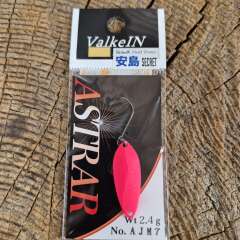 ValkeIN
安島
SECRET
ASTRAR
Wt 2.4g
No. AJM7